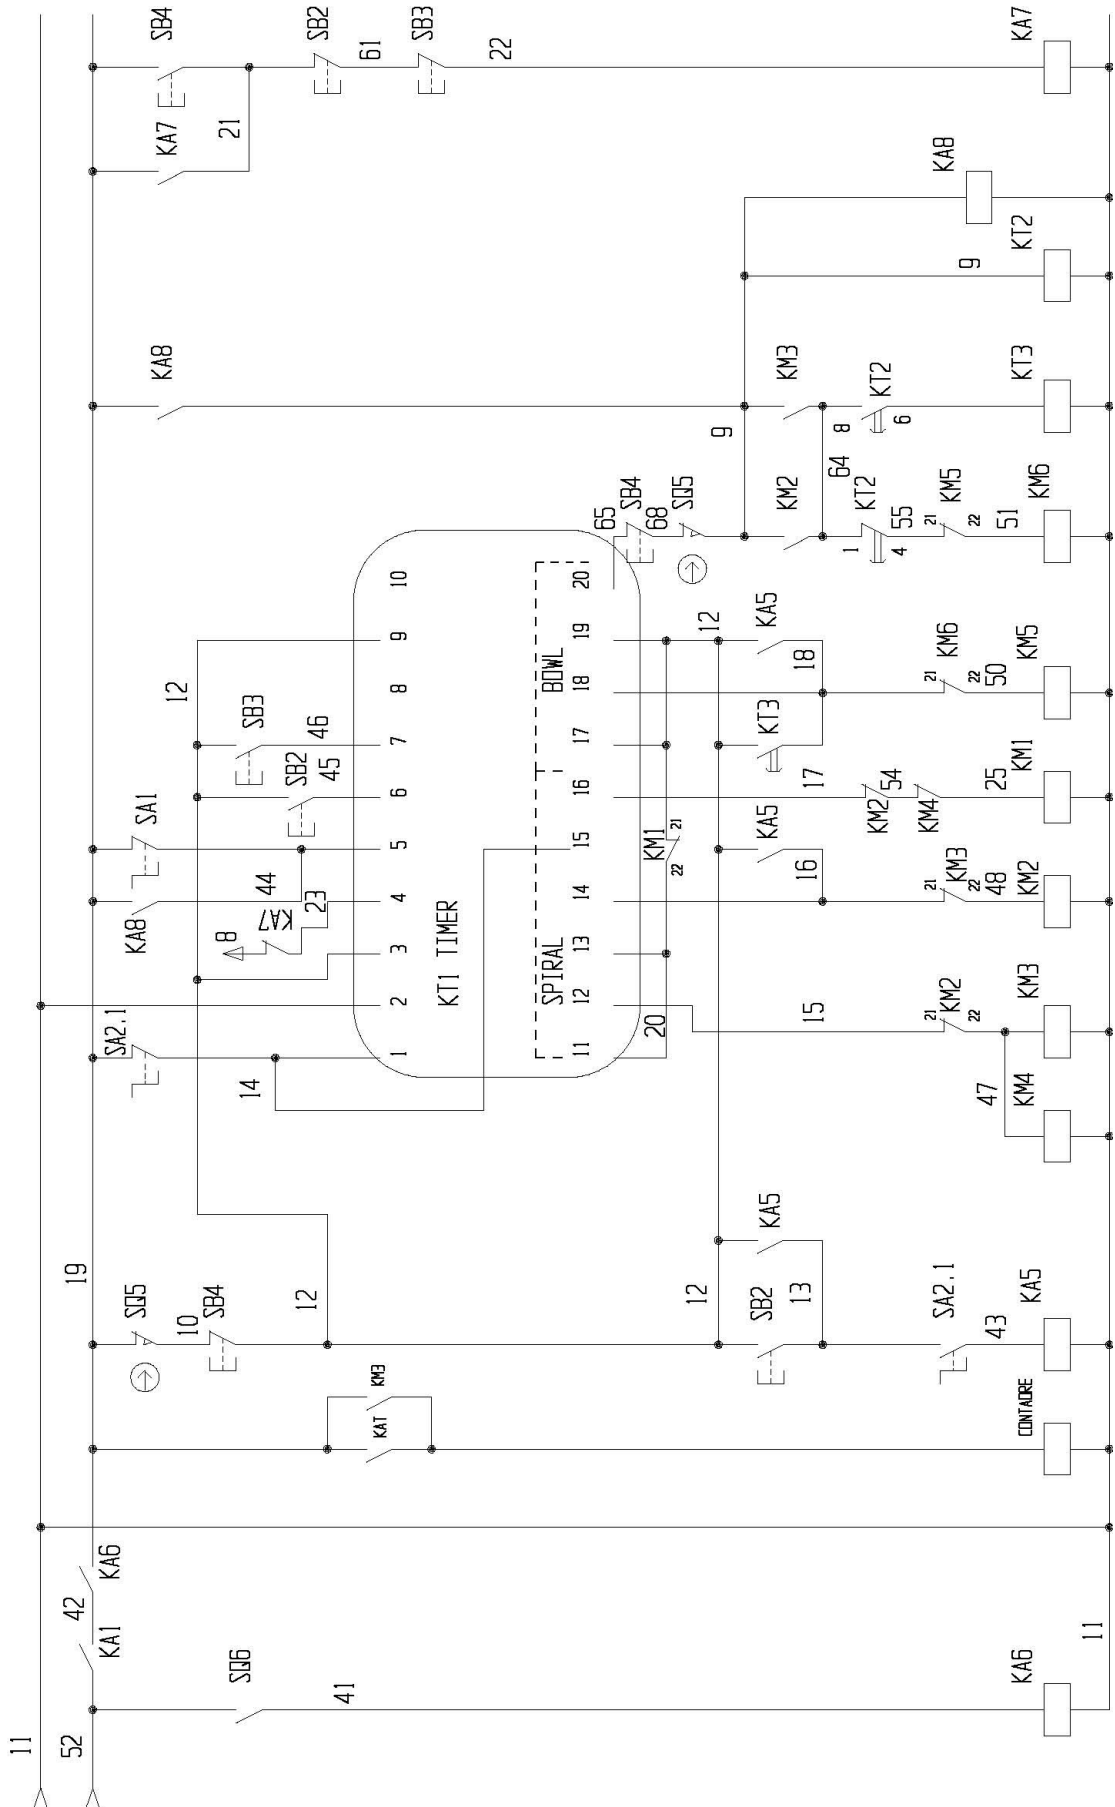 11
52
KA1
42
KA6
19
SQ6
41
KA6
11
KM3
KAT
CONTADRE
SQ5
10
SB4
12
12
SB2
13
KA5
SA2.1
43
KA5
SA2.1
14
KA8
44
SA1
8
KA7
23
SB2
45
SB3
46
12
1
2
3
4
5
6
7
8
9
10
KT1 TIMER
SPIRAL
BOWL
11
12
13
14
15
16
17
18
19
20
20
KM1
21
22
12
65
SB4
68
SQ5
15
KM2
21
22
47
KM4
KM3
KA5
16
KM3
21
22
48
KM2
17
KM2
54
KM4
25
KM1
KT3
KA5
18
KM6
21
22
50
KM5
KM2
64
KT2
1
4
55
KM5
21
22
51
KM6
KA8
9
KM3
KT2
8
6
KT3
9
KT2
KA8
KA7
21
SB4
SB2
61
SB3
22
KA7